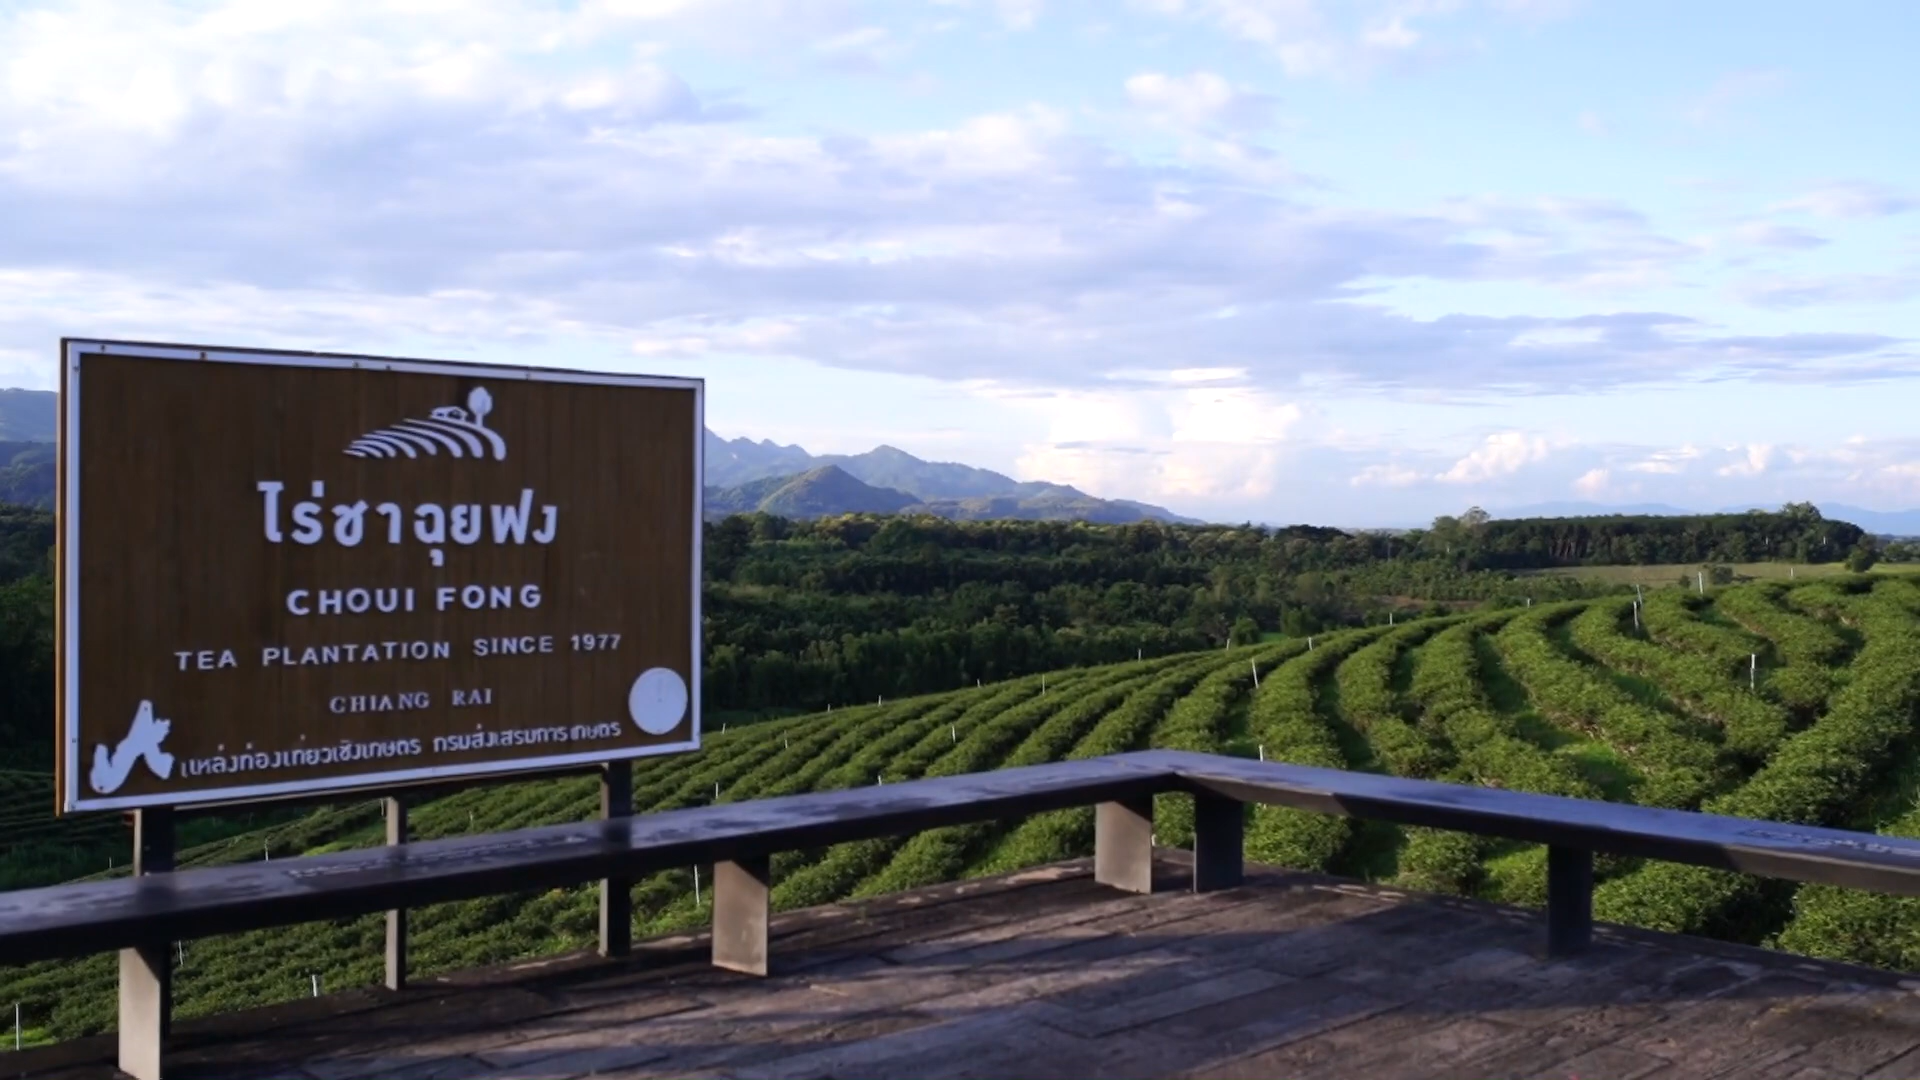 ไร่ชาฉุยฟง
CHOUI FONG
TEA PLANTATION SINCE 1977
CHIANG RAI
แหล่งท่องเที่ยวเชิงเกษตร กรมส่งเสริมการเกษตร